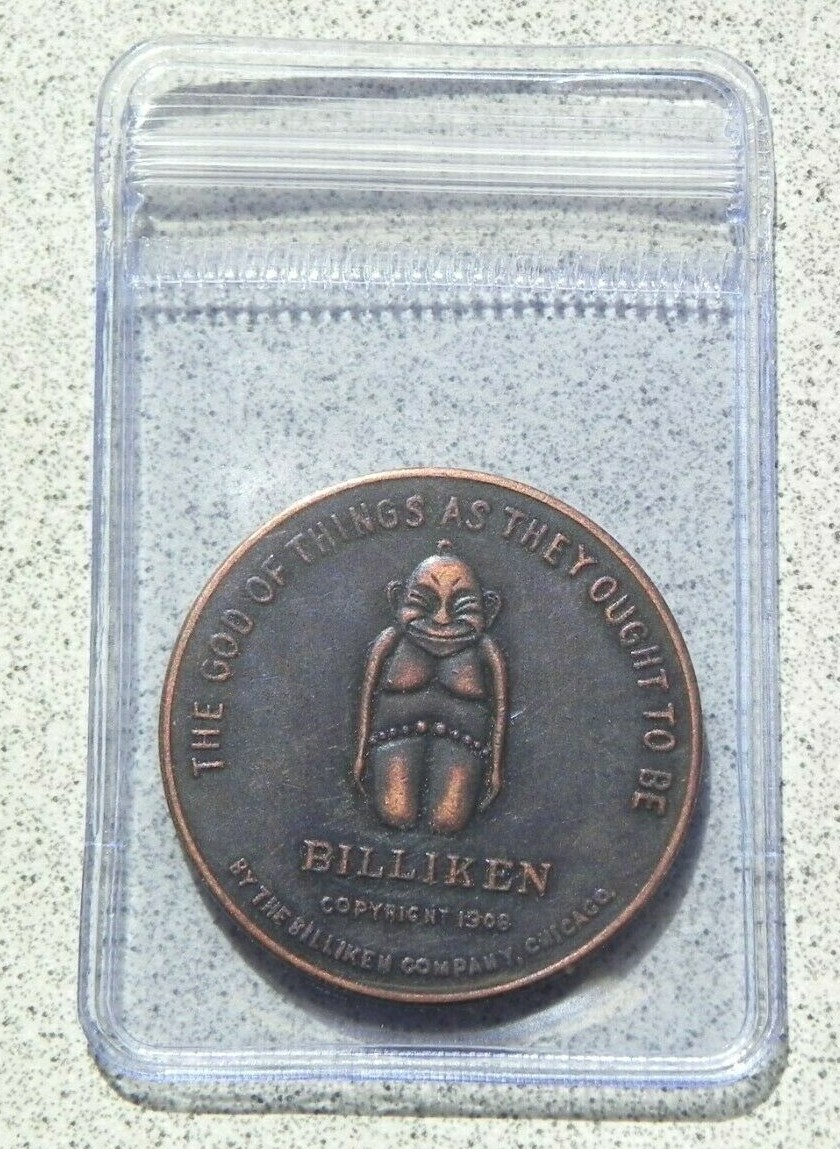 THE GOD OF THINGS AS THEY OUGHT TO BE
BILLIKEN
COPYRIGHT 1908
BY THE BILLIKEN COMPANY, CHICAGO.